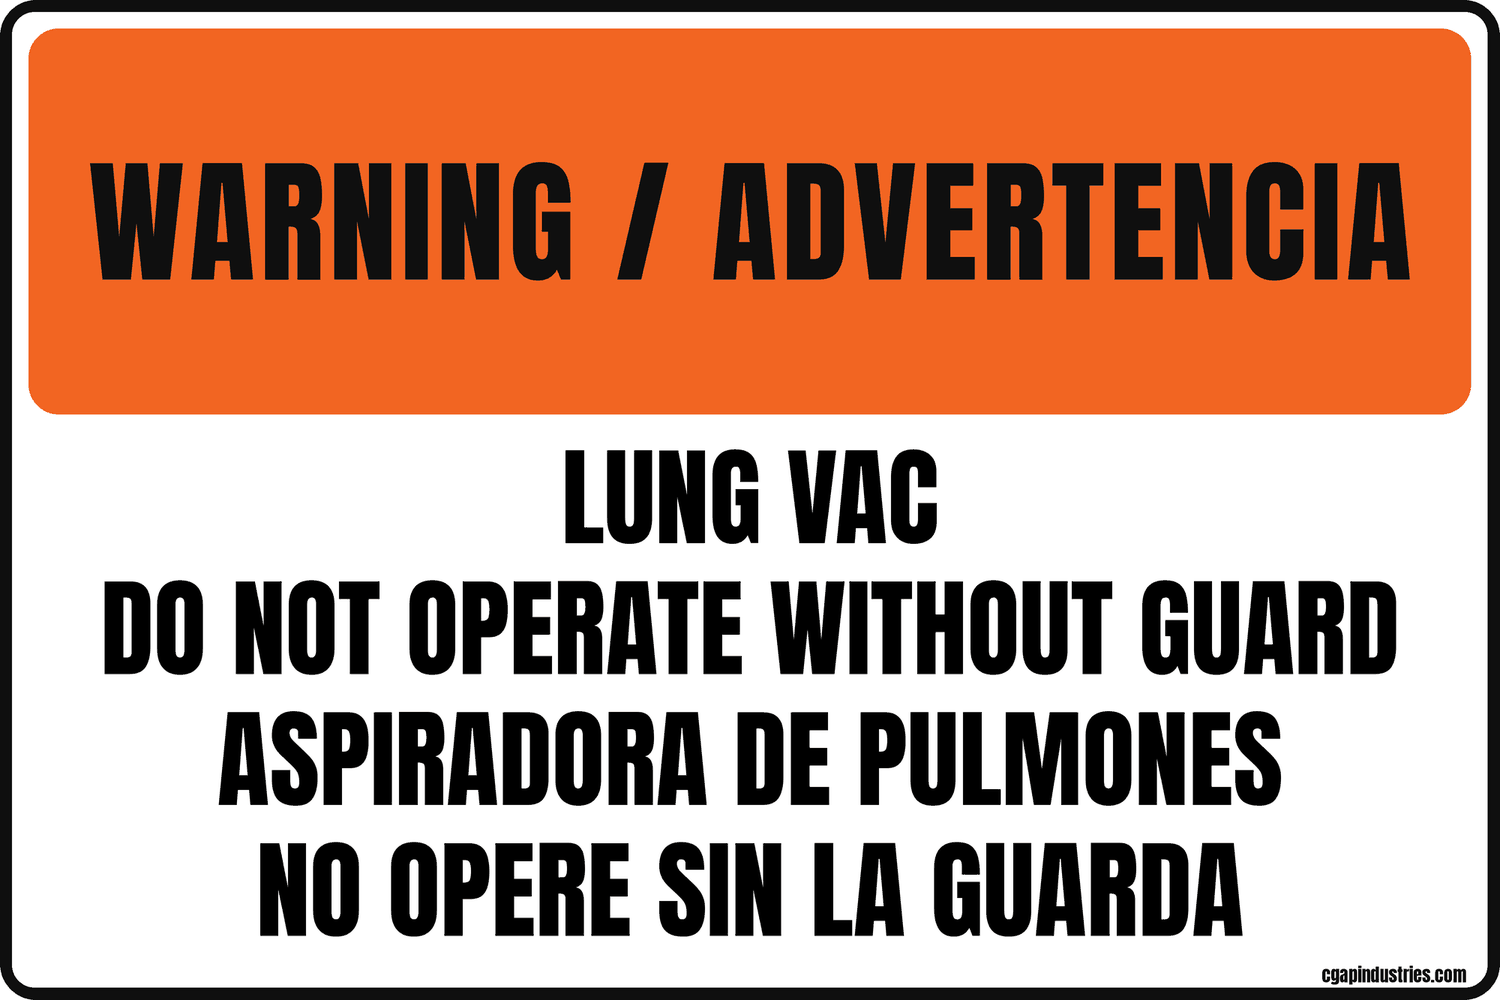 WARNING / ADVERTENCIA
LUNG VAC
DO NOT OPERATE WITHOUT GUARD
ASPIRADORA DE PULMONES
NO OPERE SIN LA GUARDA
cgapindustries.com